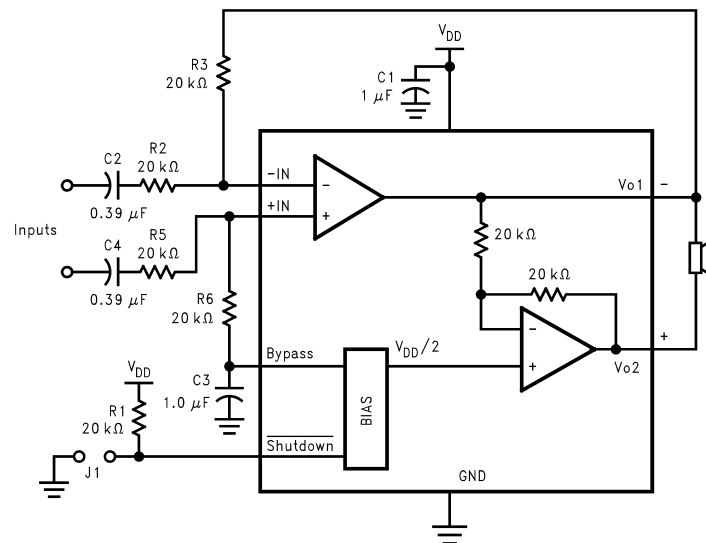 V_DD
R3
20 kΩ
C1
1 μF
C2
R2
20 kΩ
-IN
−
Vo1
−
0.39 μF
+IN
+
Inputs
C4
R5
20 kΩ
20 kΩ
0.39 μF
R6
20 kΩ
20 kΩ
−
+
V_DD
Bypass
V_DD/2
+
Vo2
C3
1.0 μF
R1
20 kΩ
BIAS
Shutdown
J1
GND